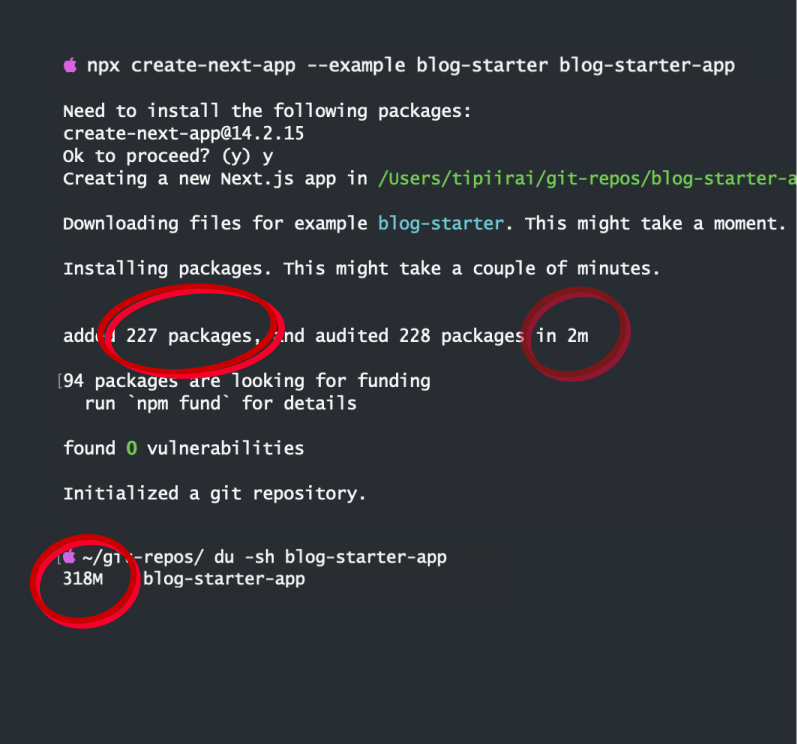 npx create-next-app --example blog-starter blog-starter-app
Need to install the following packages:
create-next-app@14.2.15
Ok to proceed? (y) y
Creating a new Next.js app in /Users/tipiirai/git-repos/blog-starter-a
Downloading files for example blog-starter. This might take a moment.
Installing packages. This might take a couple of minutes.
added 227 packages, and audited 228 packages in 2m
[94 packages are looking for funding
run `npm fund` for details
found 0 vulnerabilities
Initialized a git repository.
[ ~/git-repos/ du -sh blog-starter-app
318M blog-starter-app